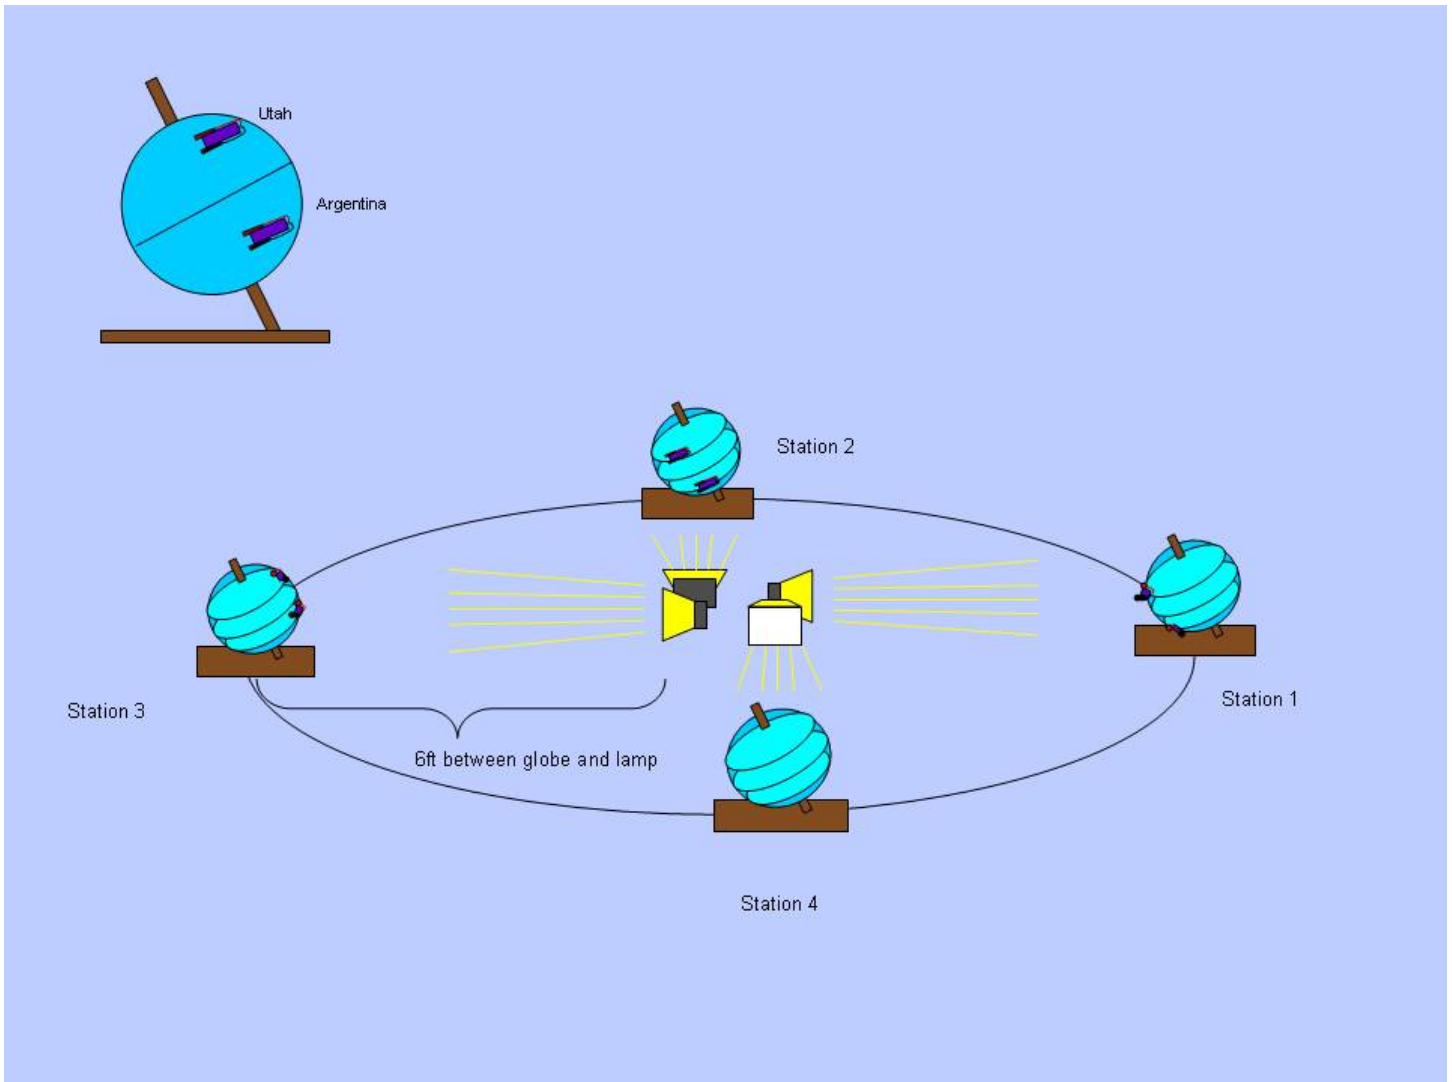 Utah
Argentina
Station 2
Station 1
Station 3
6ft between globe and lamp
Station 4